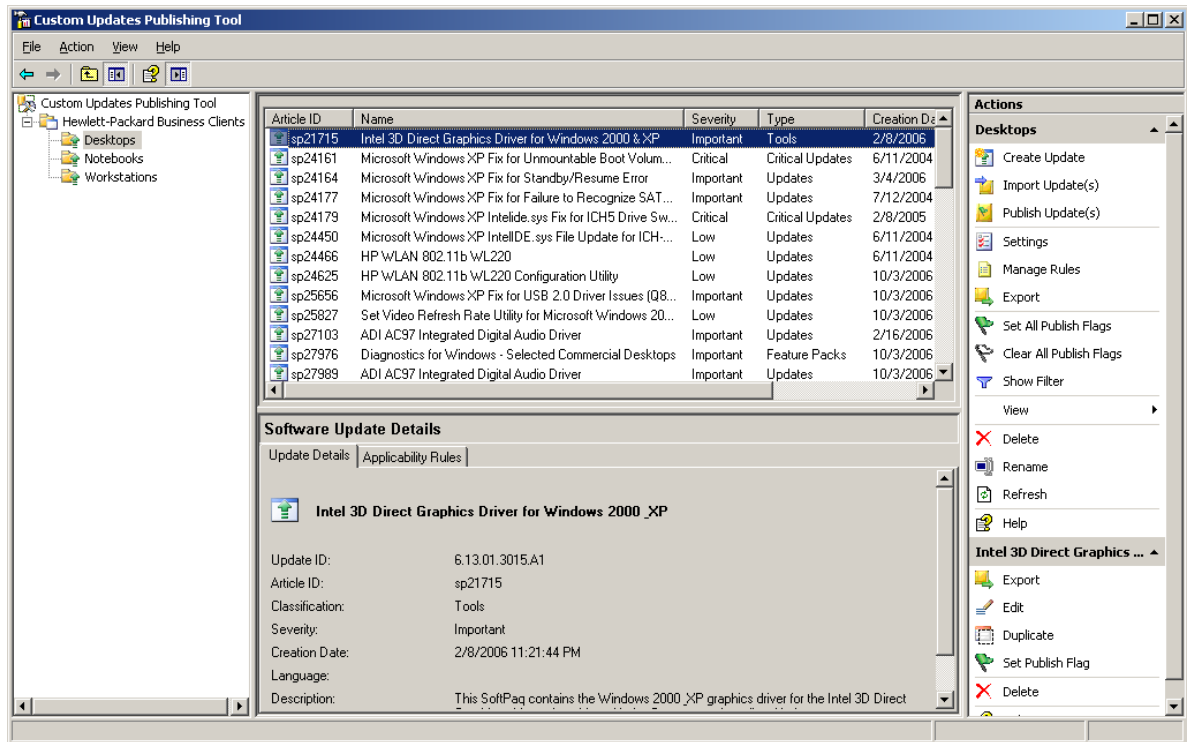 Custom Updates Publishing Tool
File Action View Help
Custom Updates Publishing Tool
Hewlett-Packard Business Clients
Desktops
Notebooks
Workstations
Article ID Name Severity Type Creation Da
sp21715 Intel 3D Direct Graphics Driver for Windows 2000 & XP Important Tools 2/8/2006
sp24161 Microsoft Windows XP Fix for Unmountable Boot Volum... Critical Critical Updates 6/11/2004
sp24164 Microsoft Windows XP Fix for Standby/Resume Error Important Updates 3/4/2006
sp24177 Microsoft Windows XP Fix for Failure to Recognize SAT... Important Updates 7/12/2004
sp24179 Microsoft Windows XP Intelide.sys Fix for ICH5 Drive Sw... Critical Critical Updates 2/8/2005
sp24450 Microsoft Windows XP IntelIDE.sys File Update for ICH-... Low Updates 6/11/2004
sp24466 HP WLAN 802.11b WL220 Low Updates 6/11/2004
sp24625 HP WLAN 802.11b WL220 Configuration Utility Low Updates 10/3/2006
sp25656 Microsoft Windows XP Fix for USB 2.0 Driver Issues (Q8... Important Updates 10/3/2006
sp25827 Set Video Refresh Rate Utility for Microsoft Windows 20... Low Updates 10/3/2006
sp27103 ADI AC97 Integrated Digital Audio Driver Important Updates 2/16/2006
sp27976 Diagnostics for Windows - Selected Commercial Desktops Important Feature Packs 10/3/2006
sp27989 ADI AC97 Integrated Digital Audio Driver Important Updates 10/3/2006
Software Update Details
Update Details Applicability Rules
Intel 3D Direct Graphics Driver for Windows 2000 _XP
Update ID: 6.13.01.3015.A1
Article ID: sp21715
Classification: Tools
Severity: Important
Creation Date: 2/8/2006 11:21:44 PM
Language:
Description: This SoftPaq contains the Windows 2000 _XP graphics driver for the Intel 3D Direct
Actions
Desktops
Create Update
Import Update(s)
Publish Update(s)
Settings
Manage Rules
Export
Set All Publish Flags
Clear All Publish Flags
Show Filter
View
Delete
Rename
Refresh
Help
Intel 3D Direct Graphics ...
Export
Edit
Duplicate
Set Publish Flag
Delete